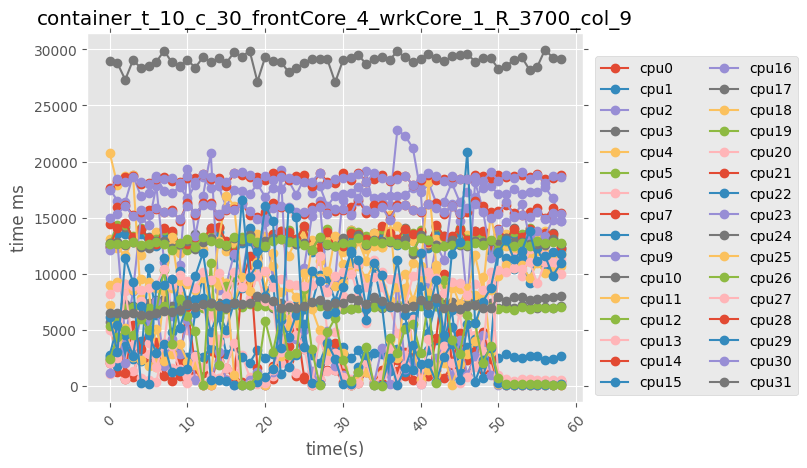 container_t_10_c_30_frontCore_4_wrkCore_1_R_3700_col_9
30000
25000
20000
15000
10000
5000
0
time ms
0
10
20
30
40
50
60
time(s)
cpu0
cpu1
cpu2
cpu3
cpu4
cpu5
cpu6
cpu7
cpu8
cpu9
cpu10
cpu11
cpu12
cpu13
cpu14
cpu15
cpu16
cpu17
cpu18
cpu19
cpu20
cpu21
cpu22
cpu23
cpu24
cpu25
cpu26
cpu27
cpu28
cpu29
cpu30
cpu31